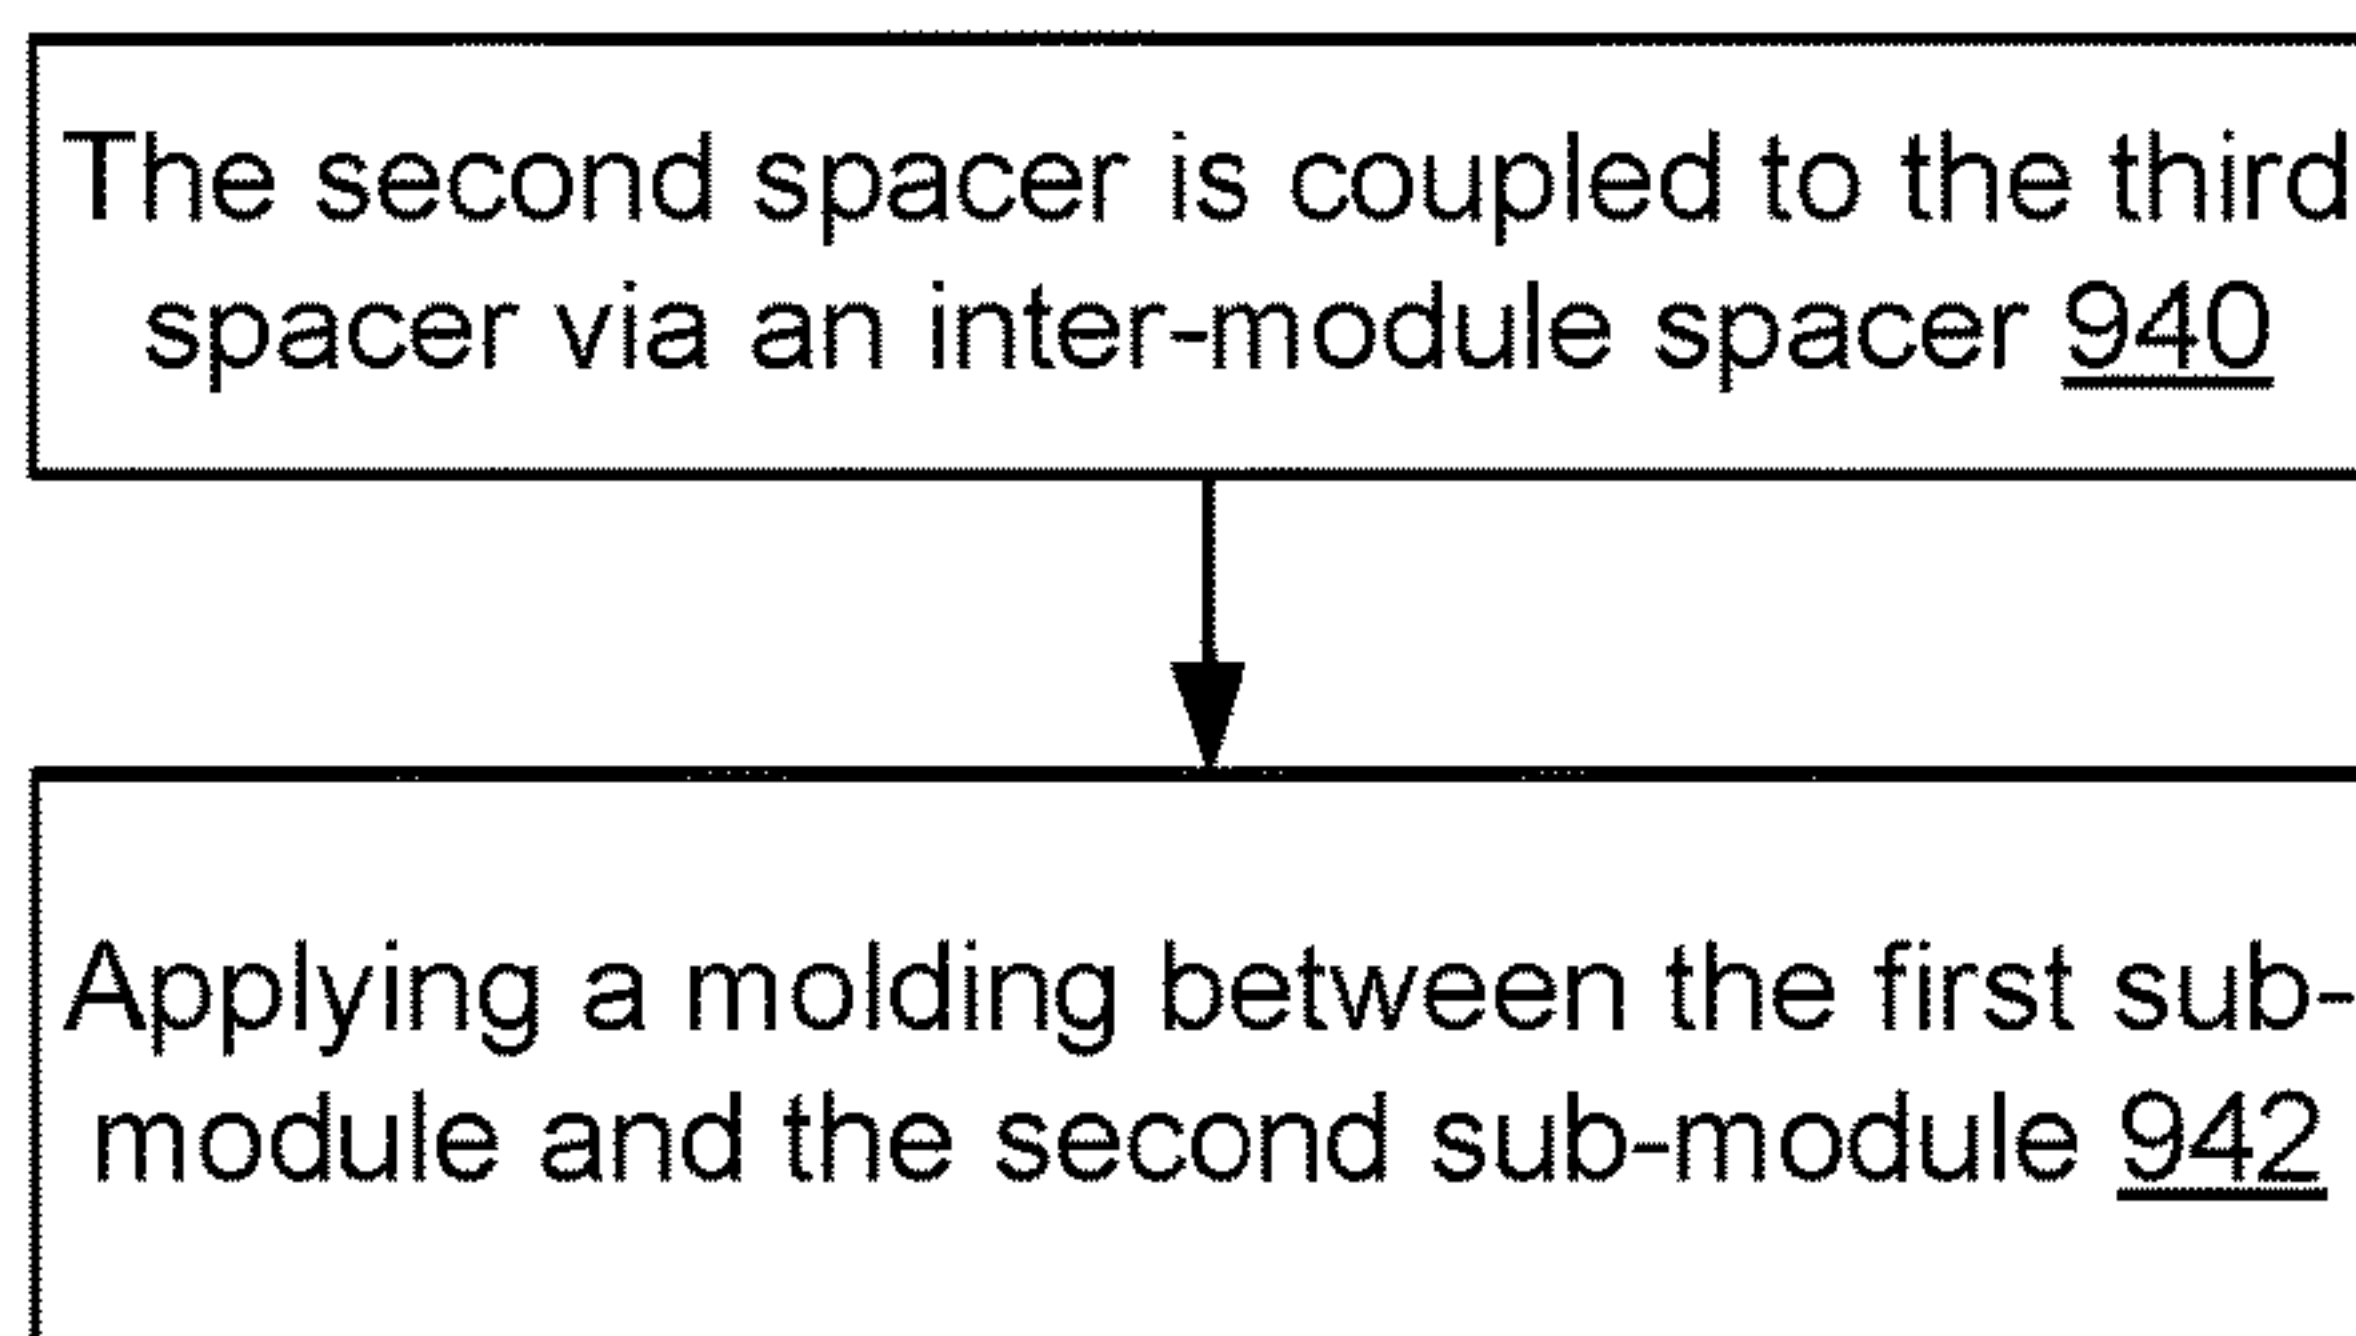 The second spacer is coupled to the third
spacer via an inter-module spacer 940
Applying a molding between the first sub-
module and the second sub-module 942